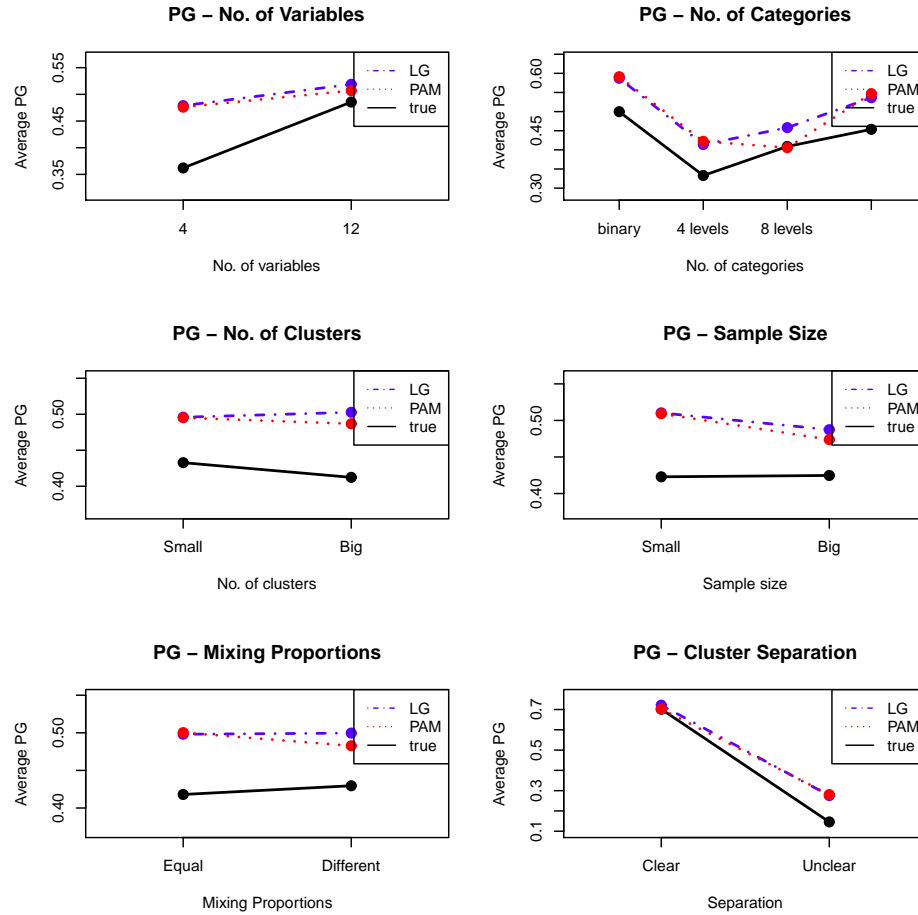 PG – No. of Variables
Average PG
0.35
0.45
0.55
4
12
No. of variables
LG
PAM
true
PG – No. of Categories
Average PG
0.30
0.45
0.60
binary
4 levels
8 levels
No. of categories
LG
PAM
true
PG – No. of Clusters
Average PG
0.40
0.50
Small
Big
No. of clusters
LG
PAM
true
PG – Sample Size
Average PG
0.40
0.50
Small
Big
Sample size
LG
PAM
true
PG – Mixing Proportions
Average PG
0.40
0.50
Equal
Different
Mixing Proportions
LG
PAM
true
PG – Cluster Separation
Average PG
0.1
0.3
0.5
0.7
Clear
Unclear
Separation
LG
PAM
true